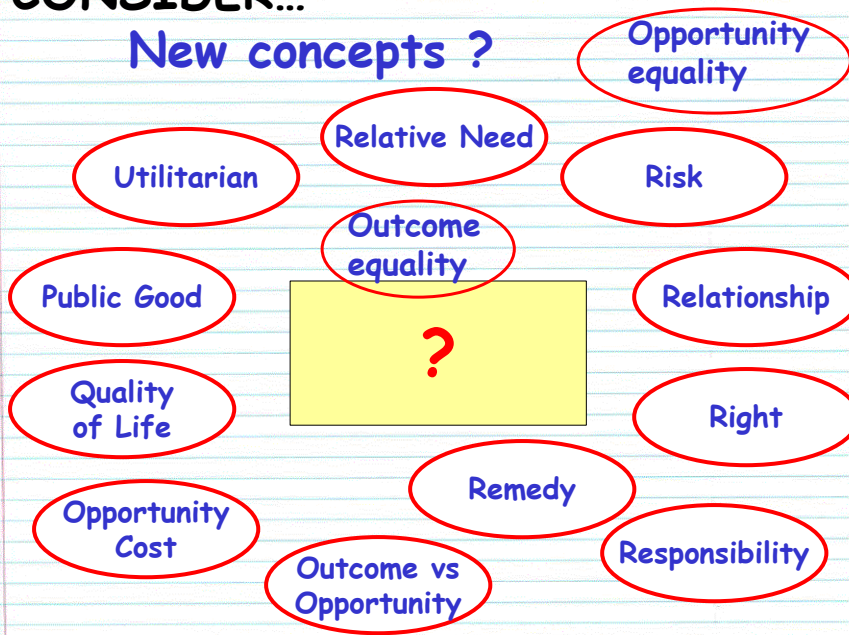 CONSIDER...
New concepts ?
Opportunity
equality
Relative Need
Utilitarian
Risk
Outcome
equality
Public Good
Relationship
?
Quality
of Life
Right
Remedy
Opportunity
Cost
Responsibility
Outcome vs
Opportunity